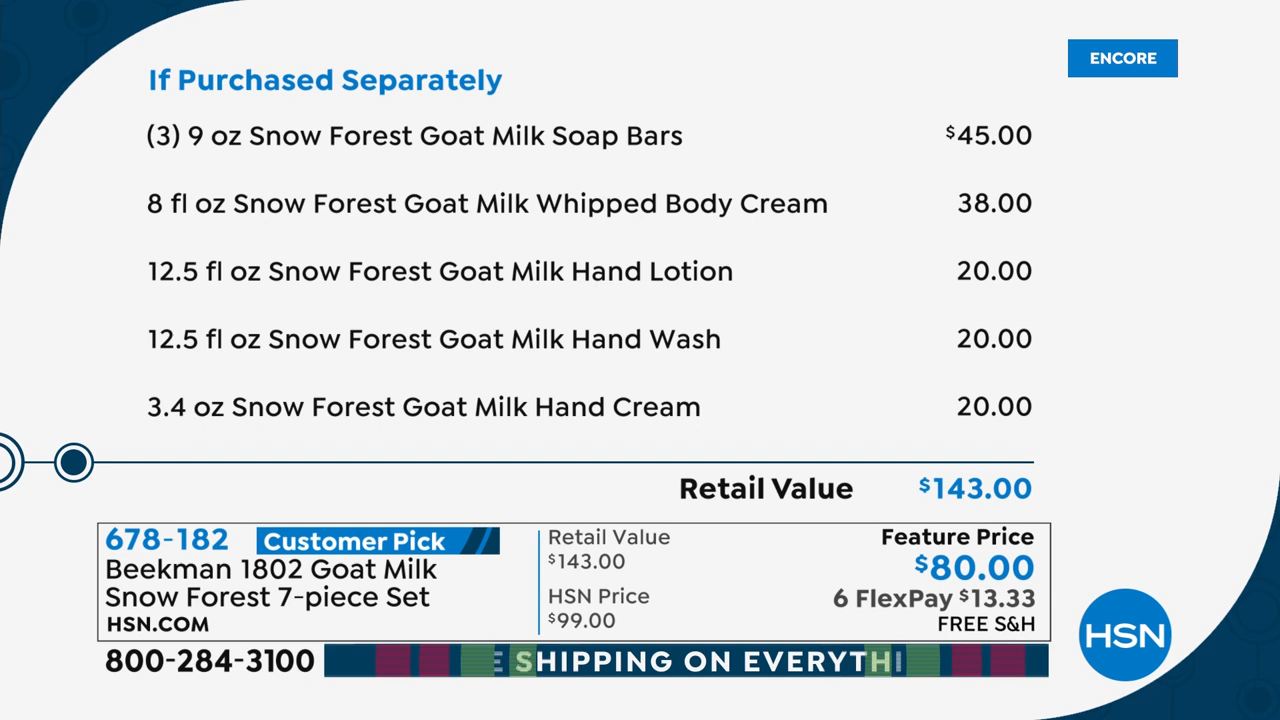 ENCORE
If Purchased Separately
(3) 9 oz Snow Forest Goat Milk Soap Bars $45.00
8 fl oz Snow Forest Goat Milk Whipped Body Cream 38.00
12.5 fl oz Snow Forest Goat Milk Hand Lotion 20.00
12.5 fl oz Snow Forest Goat Milk Hand Wash 20.00
3.4 oz Snow Forest Goat Milk Hand Cream 20.00
Retail Value $143.00
678-182 Customer Pick
Beekman 1802 Goat Milk
Snow Forest 7-piece Set
HSN.COM
Retail Value
$143.00
HSN Price
$99.00
Feature Price
$80.00
6 FlexPay $13.33
FREE S&H
HSN
800-284-3100 E SHIPPING ON EVERYTHI